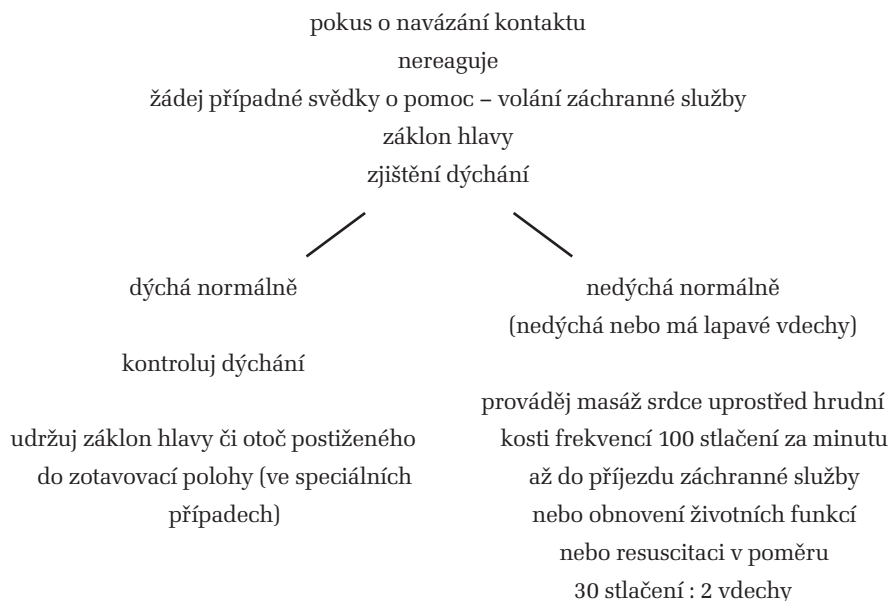 pokus o navázání kontaktu
nereaguje
žádej případné svědky o pomoc – volání záchranné služby
záklon hlavy
zjištění dýchání
dýchá normálně
kontroluj dýchání
udržuj záklon hlavy či otoč postiženého
do zotavovací polohy (ve speciálních
případech)
nedýchá normálně
(nedýchá nebo má lapavé vdechy)
prováděj masáž srdce uprostřed hrudní
kosti frekvencí 100 stlačení za minutu
až do příjezdu záchranné služby
nebo obnovení životních funkcí
nebo resuscitaci v poměru
30 stlačení : 2 vdechy